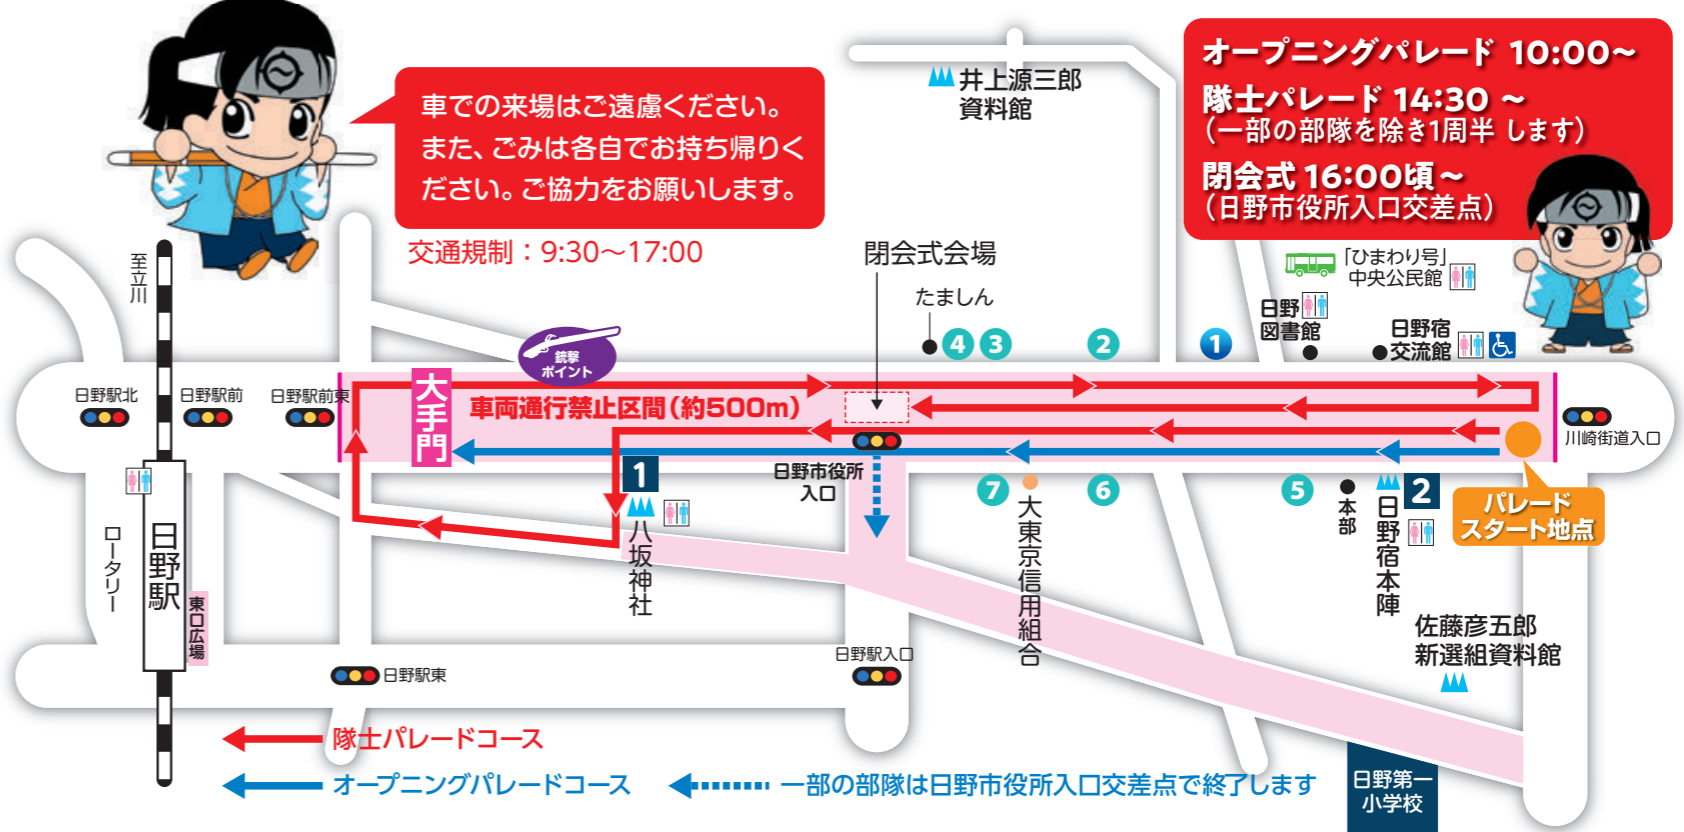 車での来場はご遠慮ください。
また、ごみは各自でお持ち帰りく
ださい。ご協力をお願いします。
交通規制：9:30～17:00
オープニングパレード 10:00～
隊士パレード 14:30 ～
（一部の部隊を除き1周半 します）
閉会式 16:00頃～
（日野市役所入口交差点）
井上源三郎
資料館
至立川
閉会式会場
たましん
「ひまわり号」
中央公民館
日野
図書館
日野宿
交流館
銃撃
ポイント
4
3
2
1
日野駅北
日野駅前
日野駅前東
大手門
車両通行禁止区間（約500m）
川崎街道入口
日野市役所
入口
1
八坂神社
7
6
5
大東京信用組合
本部
2
日野宿本陣
パレード
スタート地点
ロータリー
日野駅
東口広場
佐藤彦五郎
新選組資料館
日野駅東
日野駅入口
隊士パレードコース
オープニングパレードコース
一部の部隊は日野市役所入口交差点で終了します
日野第一
小学校